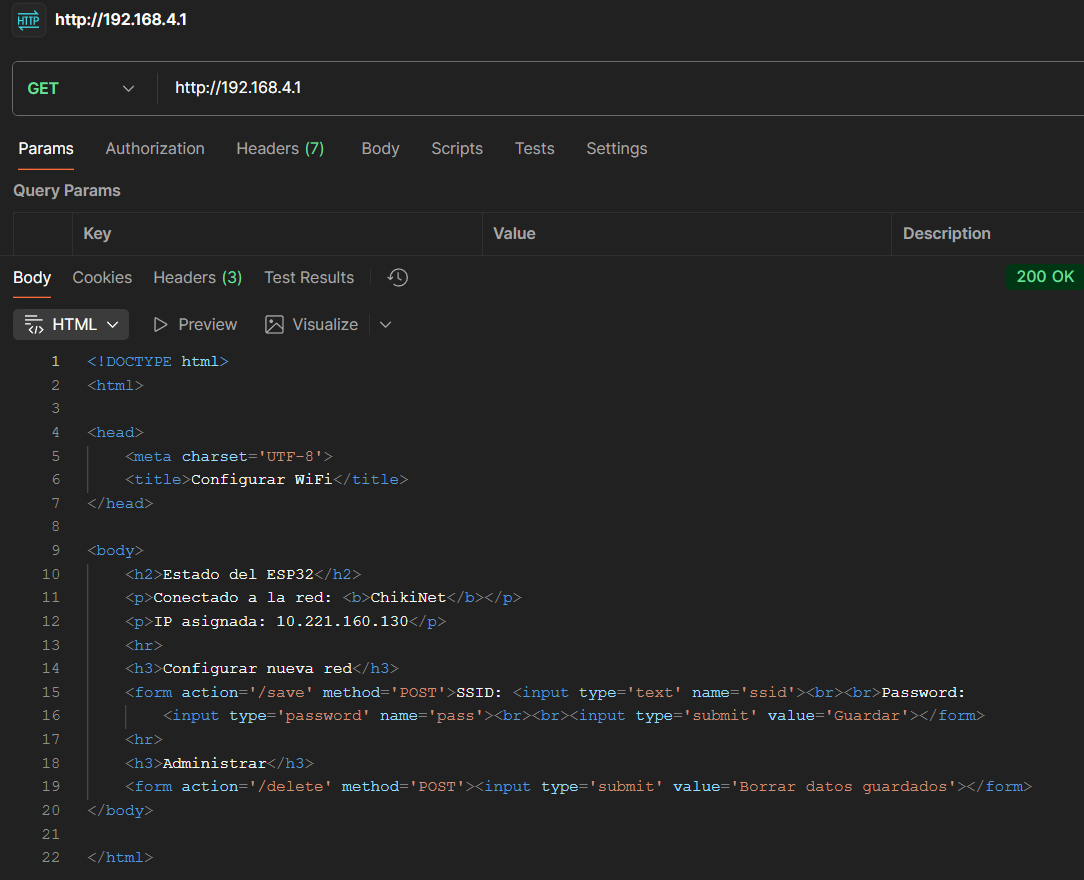 HTTP http://192.168.4.1
GET http://192.168.4.1
Params Authorization Headers (7) Body Scripts Tests Settings
Query Params
Key Value Description
Body Cookies Headers (3) Test Results 200 OK
HTML Preview Visualize
1 <!DOCTYPE html>
2 <html>
3
4 <head>
5 <meta charset='UTF-8'>
6 <title>Configurar WiFi</title>
7 </head>
8
9 <body>
10 <h2>Estado del ESP32</h2>
11 <p>Conectado a la red: <b>ChikiNet</b></p>
12 <p>IP asignada: 10.221.160.130</p>
13 <hr>
14 <h3>Configurar nueva red</h3>
15 <form action='/save' method='POST'>SSID: <input type='text' name='ssid'><br><br>Password:
16 <input type='password' name='pass'><br><br><input type='submit' value='Guardar'></form>
17 <hr>
18 <h3>Administrar</h3>
19 <form action='/delete' method='POST'><input type='submit' value='Borrar datos guardados'></form>
20 </body>
21
22 </html>